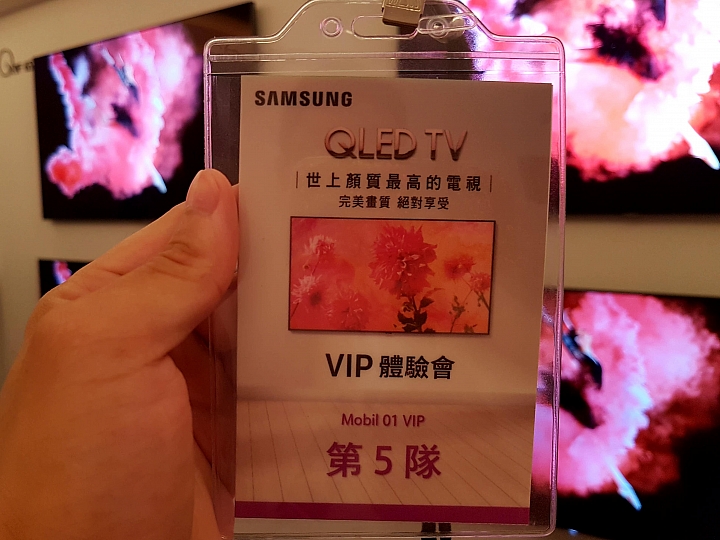 SAMSUNG
QLED TV
世上顏質最高的電視
完美畫質 絕對享受
VIP 體驗會
Mobil 01 VIP
第 5 隊